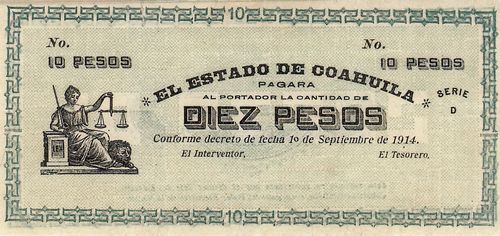 10
No.
No.
10 PESOS
10 PESOS
*EL ESTADO DE COAHUILA*
PAGARA
SERIE
D
AL PORTADOR LA CANTIDAD DE
DIEZ PESOS
Conforme decreto de fecha 1º de Septiembre de 1914.
El Interventor,
El Tesorero.
10